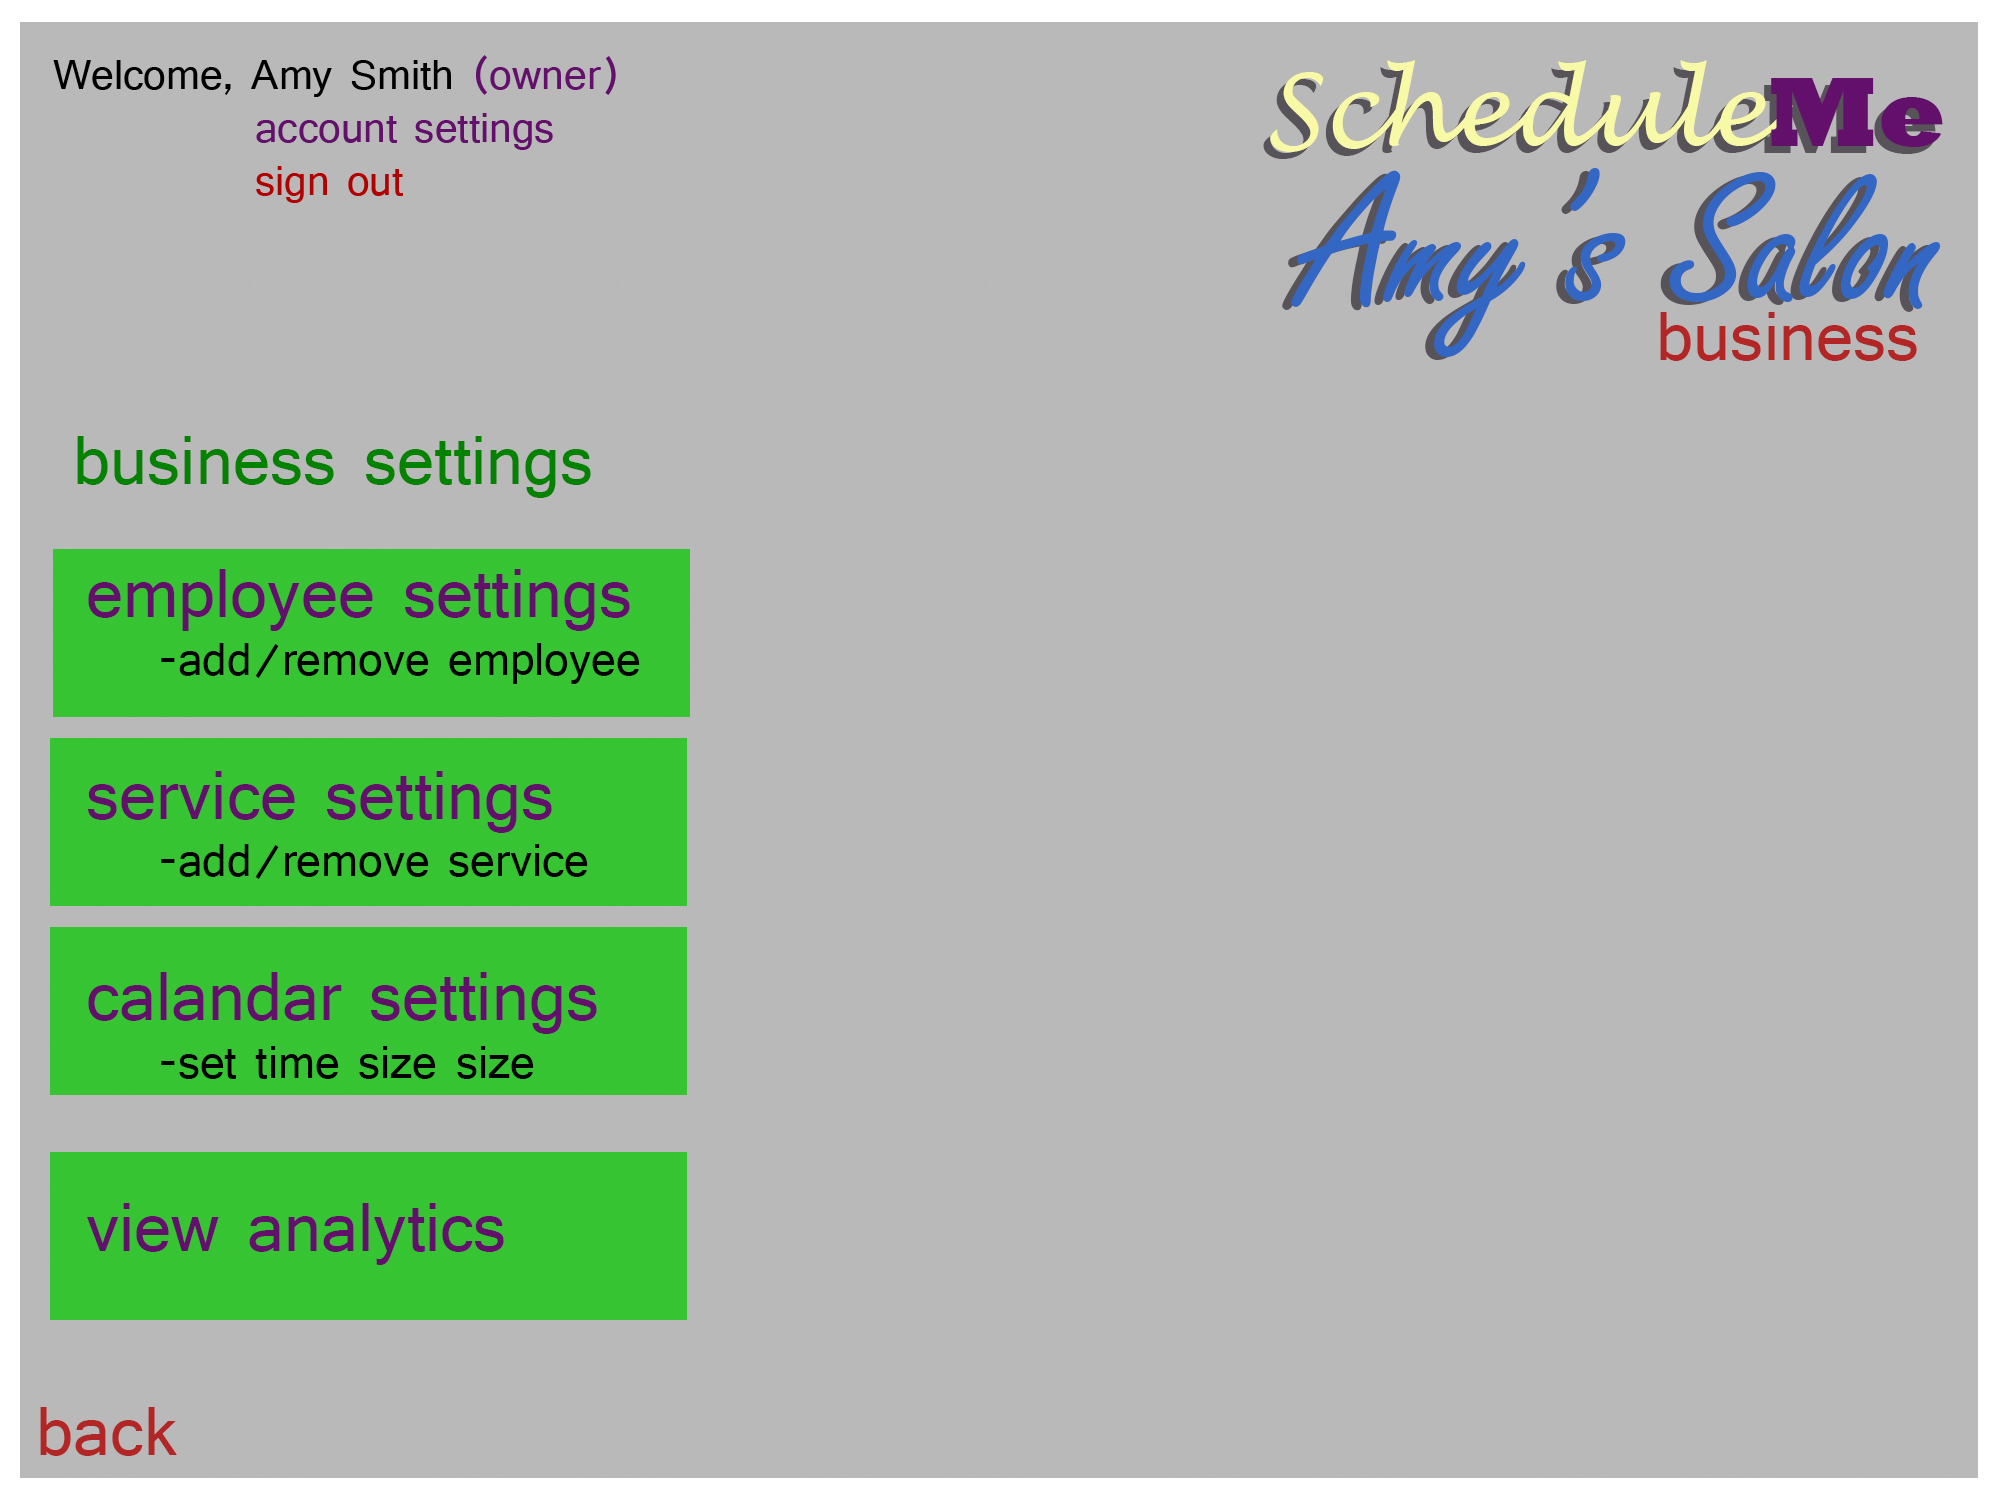 Welcome, Amy Smith (owner)
account settings
sign out
ScheduleMe
Amy's Salon
business
business settings
employee settings
-add/remove employee
service settings
-add/remove service
calandar settings
-set time size size
view analytics
back